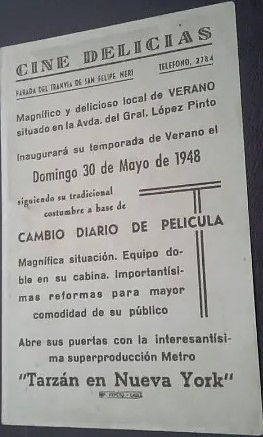 CINE DELICIAS
PARADA DEL TRANVIA DE SAN FELIPE NERI TELEFONO, 2784
Magnífico y delicioso local de VERANO
situado en la Avda. del Gral. López Pinto
Inaugurará su temporada de Verano el
Domingo 30 de Mayo de 1948
siguiendo su tradicional
costumbre a base de
CAMBIO DIARIO DE PELICULA
Magnífica situación. Equipo do-
ble en su cabina. Importantísi-
mas reformas para mayor
comodidad de su público
Abre sus puertas con la interesantísi-
ma superproducción Metro
"Tarzán en Nueva York"